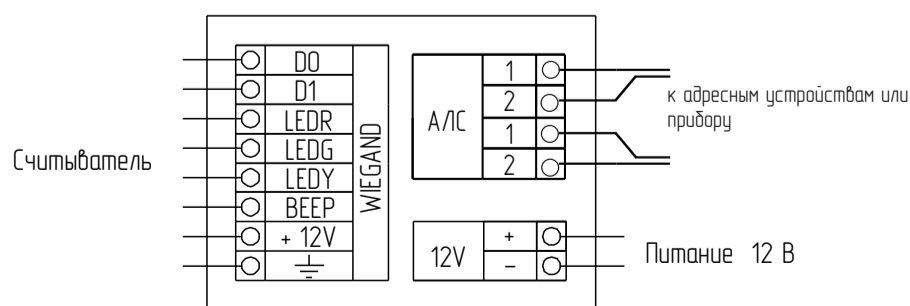 Считыватель
D0
D1
LEDR
LEDG
LEDY
BEEP
+ 12V
WIEGAND
А/ЛС
1
2
1
2
к адресным устройствам или
прибору
12V
+
−
Питание 12 В